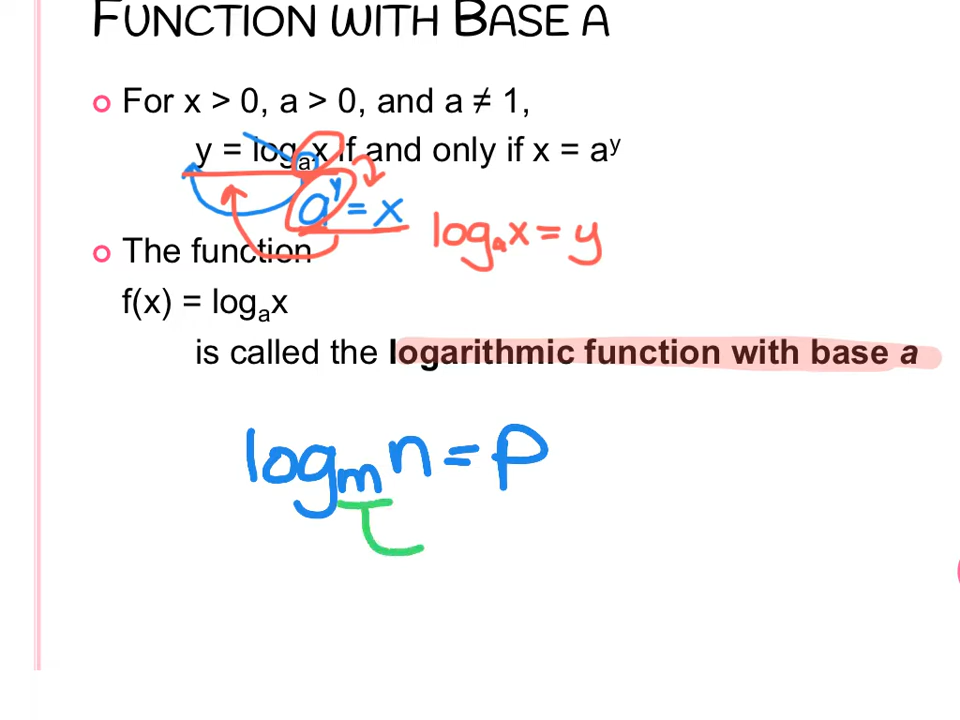 FUNCTION WITH BASE A
For x > 0, a > 0, and a ≠ 1,
y = logₐx if and only if x = aʸ
aʸ = x
logₐx = y
The function
f(x) = logₐx
is called the logarithmic function with base a
logₘn = p